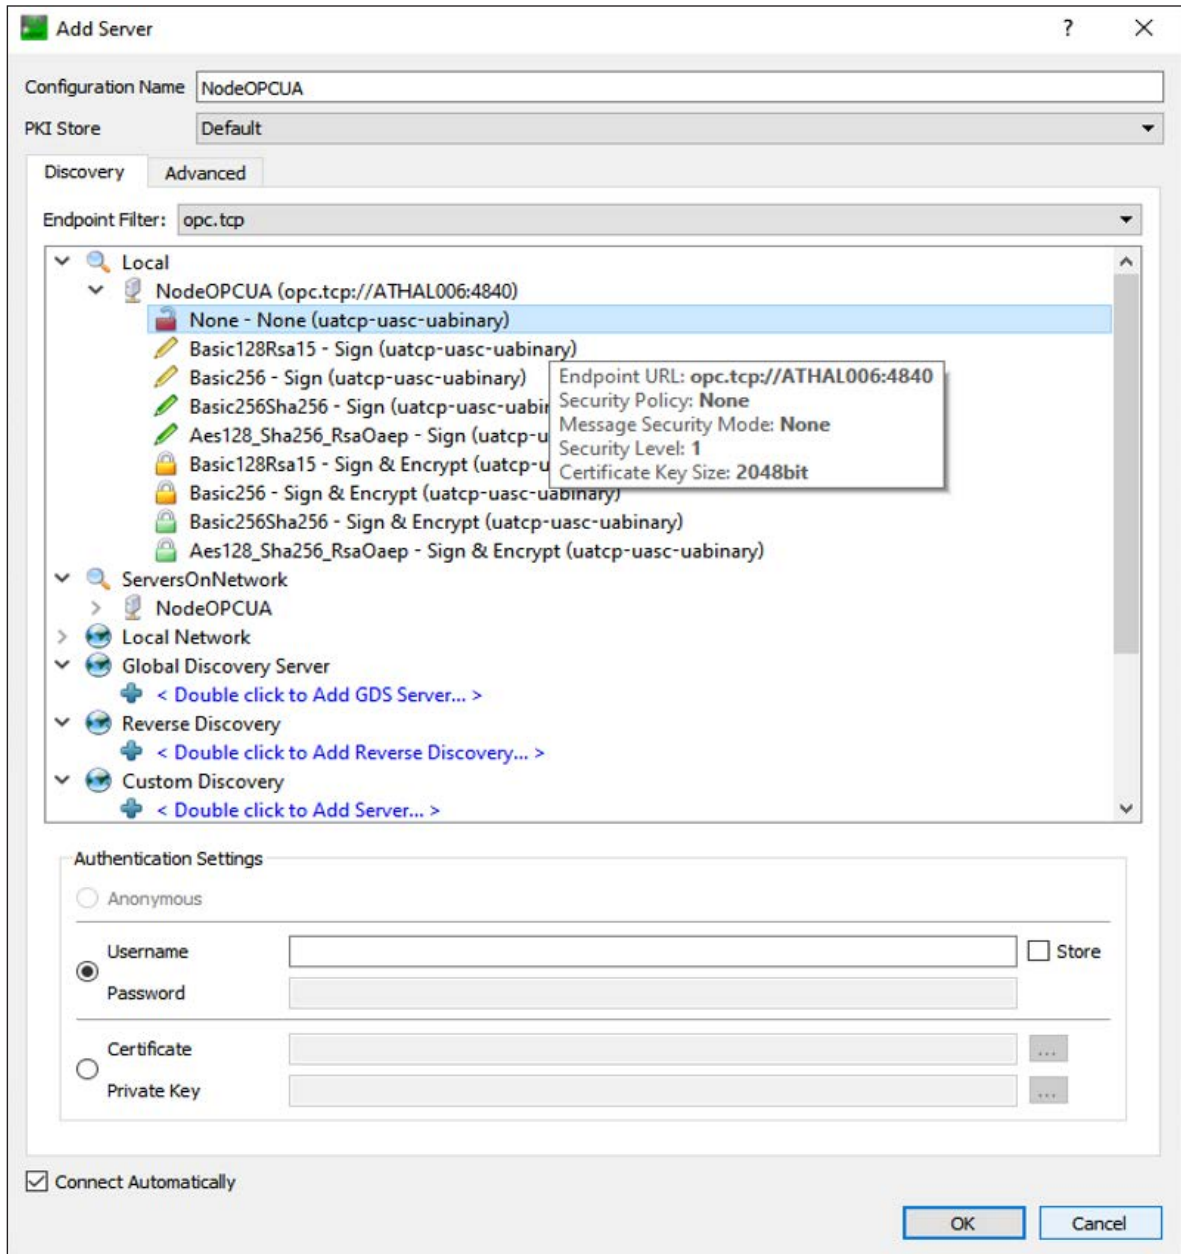 Add Server
?
Configuration Name NodeOPCUA
PKI Store Default
Discovery Advanced
Endpoint Filter: opc.tcp
Local
NodeOPCUA (opc.tcp://ATHAL006:4840)
None - None (uatcp-uasc-uabinary)
Basic128Rsa15 - Sign (uatcp-uasc-uabinary)
Basic256 - Sign (uatcp-uasc-uabinary)
Basic256Sha256 - Sign (uatcp-uasc-uabin
Aes128_Sha256_RsaOaep - Sign (uatcp-u
Basic128Rsa15 - Sign & Encrypt (uatcp-u
Basic256 - Sign & Encrypt (uatcp-uasc-uabinary)
Basic256Sha256 - Sign & Encrypt (uatcp-uasc-uabinary)
Aes128_Sha256_RsaOaep - Sign & Encrypt (uatcp-uasc-uabinary)
Endpoint URL: opc.tcp://ATHAL006:4840
Security Policy: None
Message Security Mode: None
Security Level: 1
Certificate Key Size: 2048bit
ServersOnNetwork
NodeOPCUA
Local Network
Global Discovery Server
< Double click to Add GDS Server... >
Reverse Discovery
< Double click to Add Reverse Discovery... >
Custom Discovery
< Double click to Add Server... >
Authentication Settings
Anonymous
Username
Store
Password
Certificate
...
Private Key
...
Connect Automatically
OK Cancel